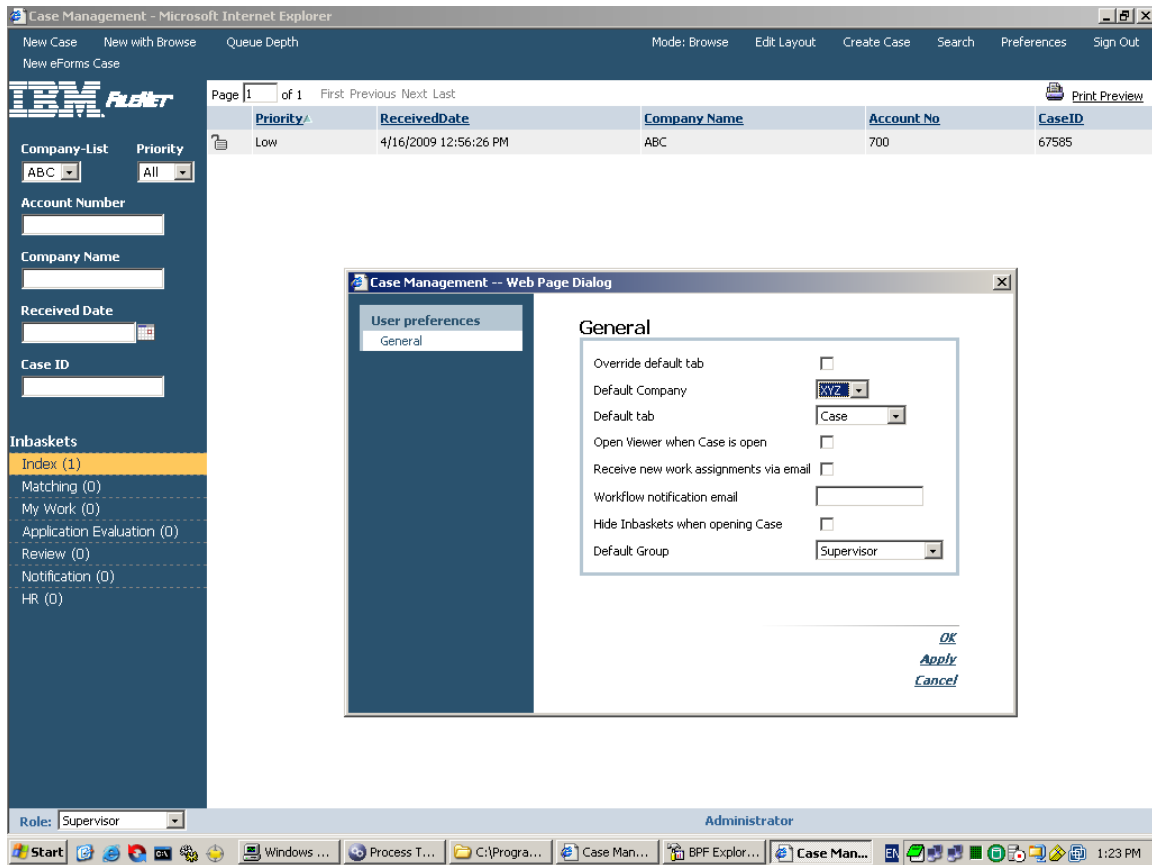 Case Management - Microsoft Internet Explorer
New Case New with Browse Queue Depth Mode: Browse Edit Layout Create Case Search Preferences Sign Out
New eForms Case
IBM. FileNet
Page 1 of 1 First Previous Next Last Print Preview
Priority ReceivedDate Company Name Account No CaseID
Low 4/16/2009 12:56:26 PM ABC 700 67585
Company-List Priority
ABC All
Account Number
Company Name
Received Date
Case ID
Inbaskets
Index (1)
Matching (0)
My Work (0)
Application Evaluation (0)
Review (0)
Notification (0)
HR (0)
Case Management -- Web Page Dialog
User preferences
General
General
Override default tab
Default Company XYZ
Default tab Case
Open Viewer when Case is open
Receive new work assignments via email
Workflow notification email
Hide Inbaskets when opening Case
Default Group Supervisor
OK
Apply
Cancel
Role: Supervisor Administrator
Start Windows ... Process T... C:\Progra... Case Man... BPF Explor... Case Man... EN 1:23 PM